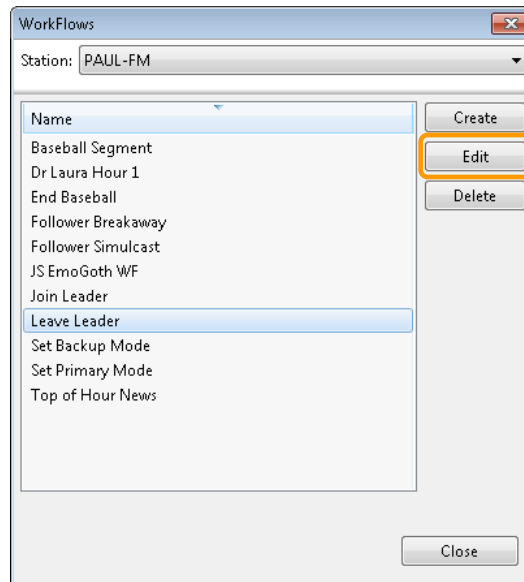 WorkFlows
Station: PAUL-FM
Name
Create
Baseball Segment
Edit
Dr Laura Hour 1
End Baseball
Delete
Follower Breakaway
Follower Simulcast
JS EmoGoth WF
Join Leader
Leave Leader
Set Backup Mode
Set Primary Mode
Top of Hour News
Close